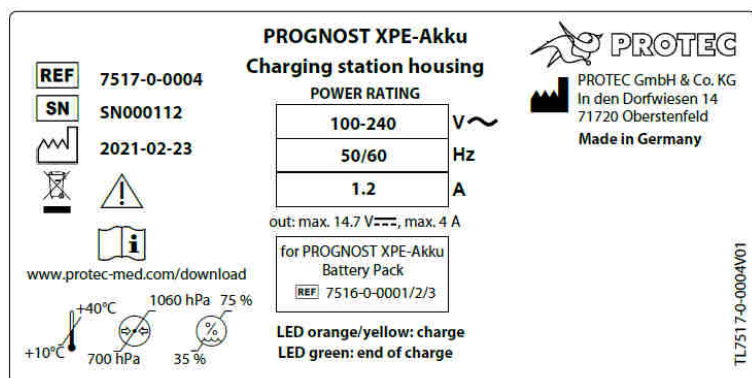 PROGNOST XPE-Akku
Charging station housing
REF 7517-0-0004
SN SN000112
2021-02-23
www.protec-med.com/download
+40°C
+10°C
1060 hPa
700 hPa
75 %
%
35 %
POWER RATING
100-240 V
50/60 Hz
1.2 A
out: max. 14.7 V, max. 4 A
for PROGNOST XPE-Akku
Battery Pack
REF 7516-0-0001/2/3
LED orange/yellow: charge
LED green: end of charge
PROTEC
PROTEC GmbH & Co. KG
In den Dorfwiesen 14
71720 Oberstenfeld
Made in Germany
TL7517-0-0004V01